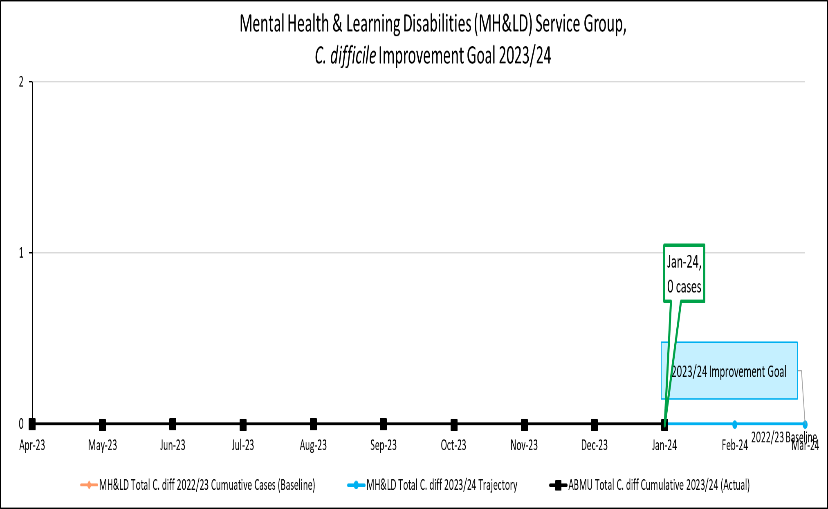 Mental Health & Learning Disabilities (MH&LD) Service Group,
C. difficile Improvement Goal 2023/24
2
1
Jan-24,
0 cases
2023/24 Improvement Goal
0
2022/23 Baseline
Apr-23 May-23 Jun-23 Jul-23 Aug-23 Sep-23 Oct-23 Nov-23 Dec-23 Jan-24 Feb-24 Mar-24
MH&LD Total C. diff 2022/23 Cumuative Cases (Baseline) MH&LD Total C. diff 2023/24 Trajectory ABMU Total C. diff Cumulative 2023/24 (Actual)